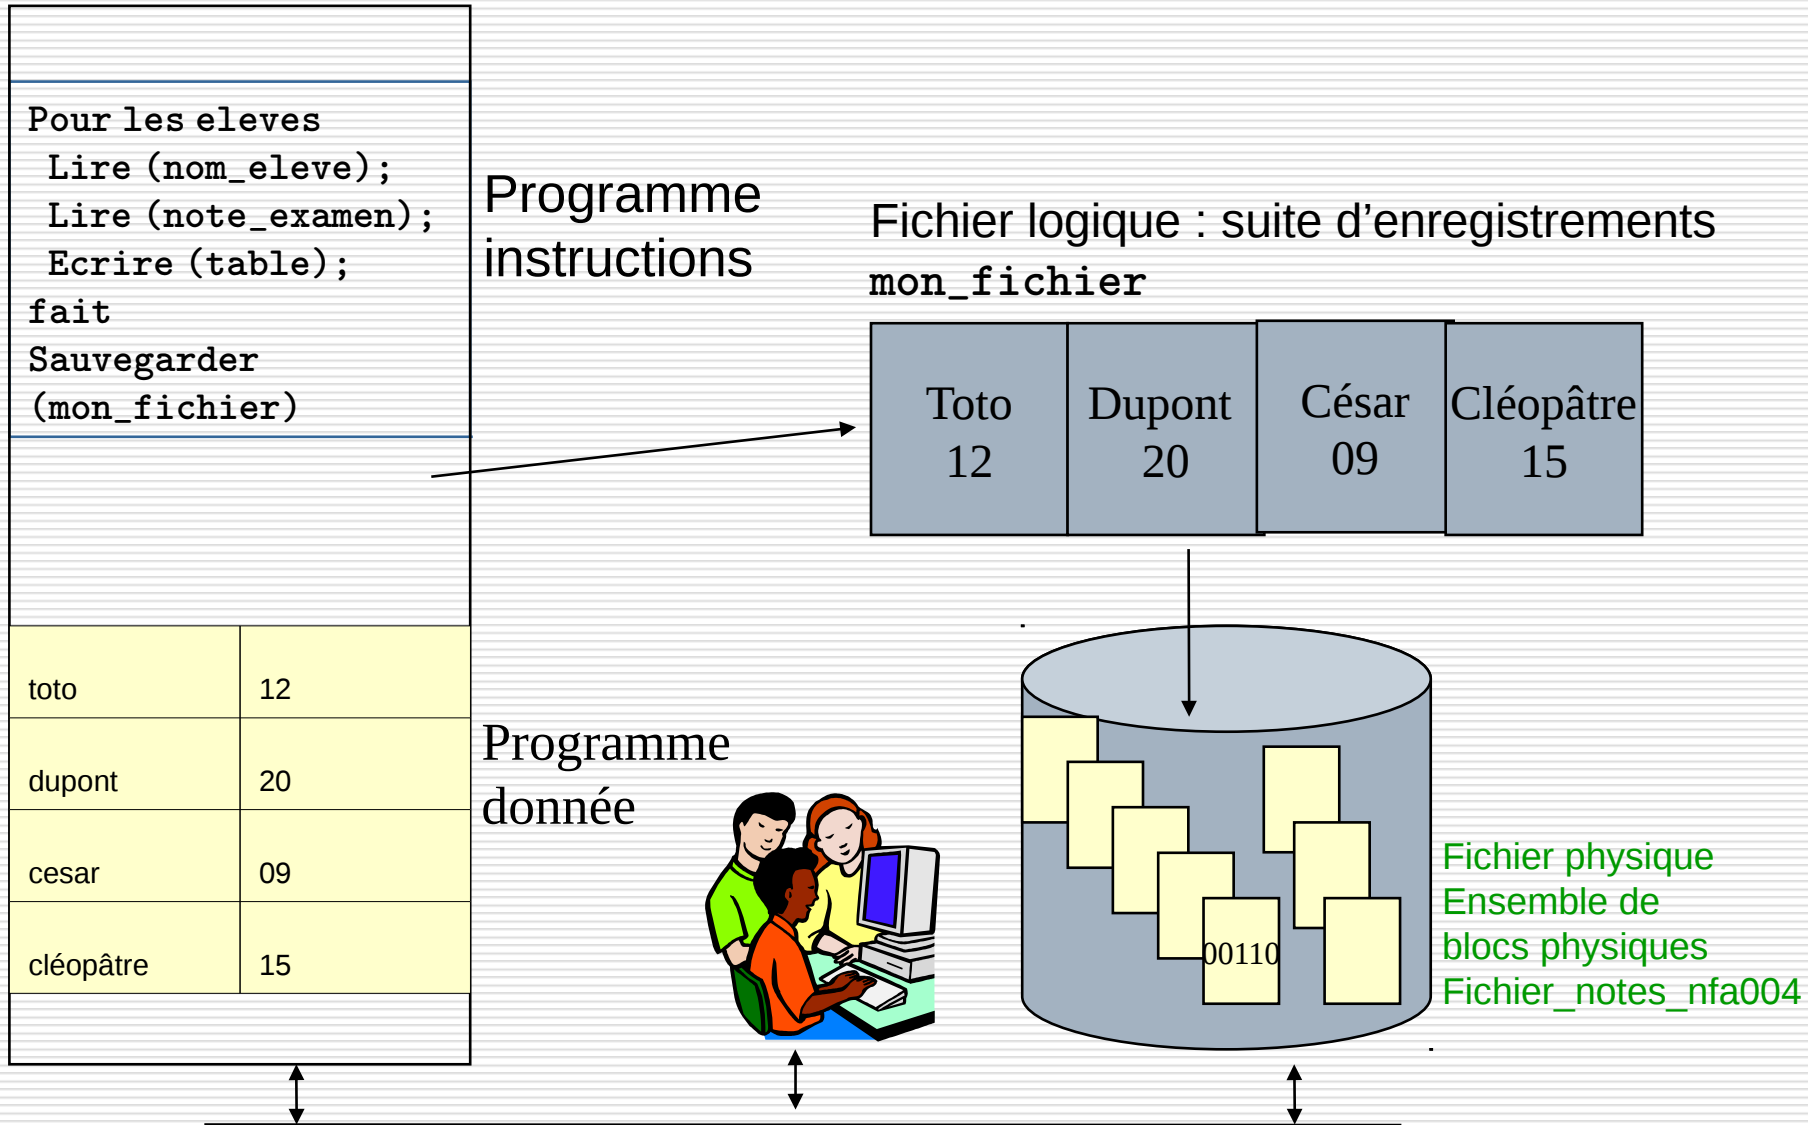 Pour les eleves
Lire (nom_eleve);
Lire (note_examen);
Ecrire (table);
fait
Sauvegarder
(mon_fichier)
Programme
instructions
Fichier logique : suite d’enregistrements
mon_fichier
Toto
12
Dupont
20
César
09
Cléopâtre
15
toto 12
dupont 20
cesar 09
cléopâtre 15
Programme
donnée
00110
Fichier physique
Ensemble de
blocs physiques
Fichier_notes_nfa004